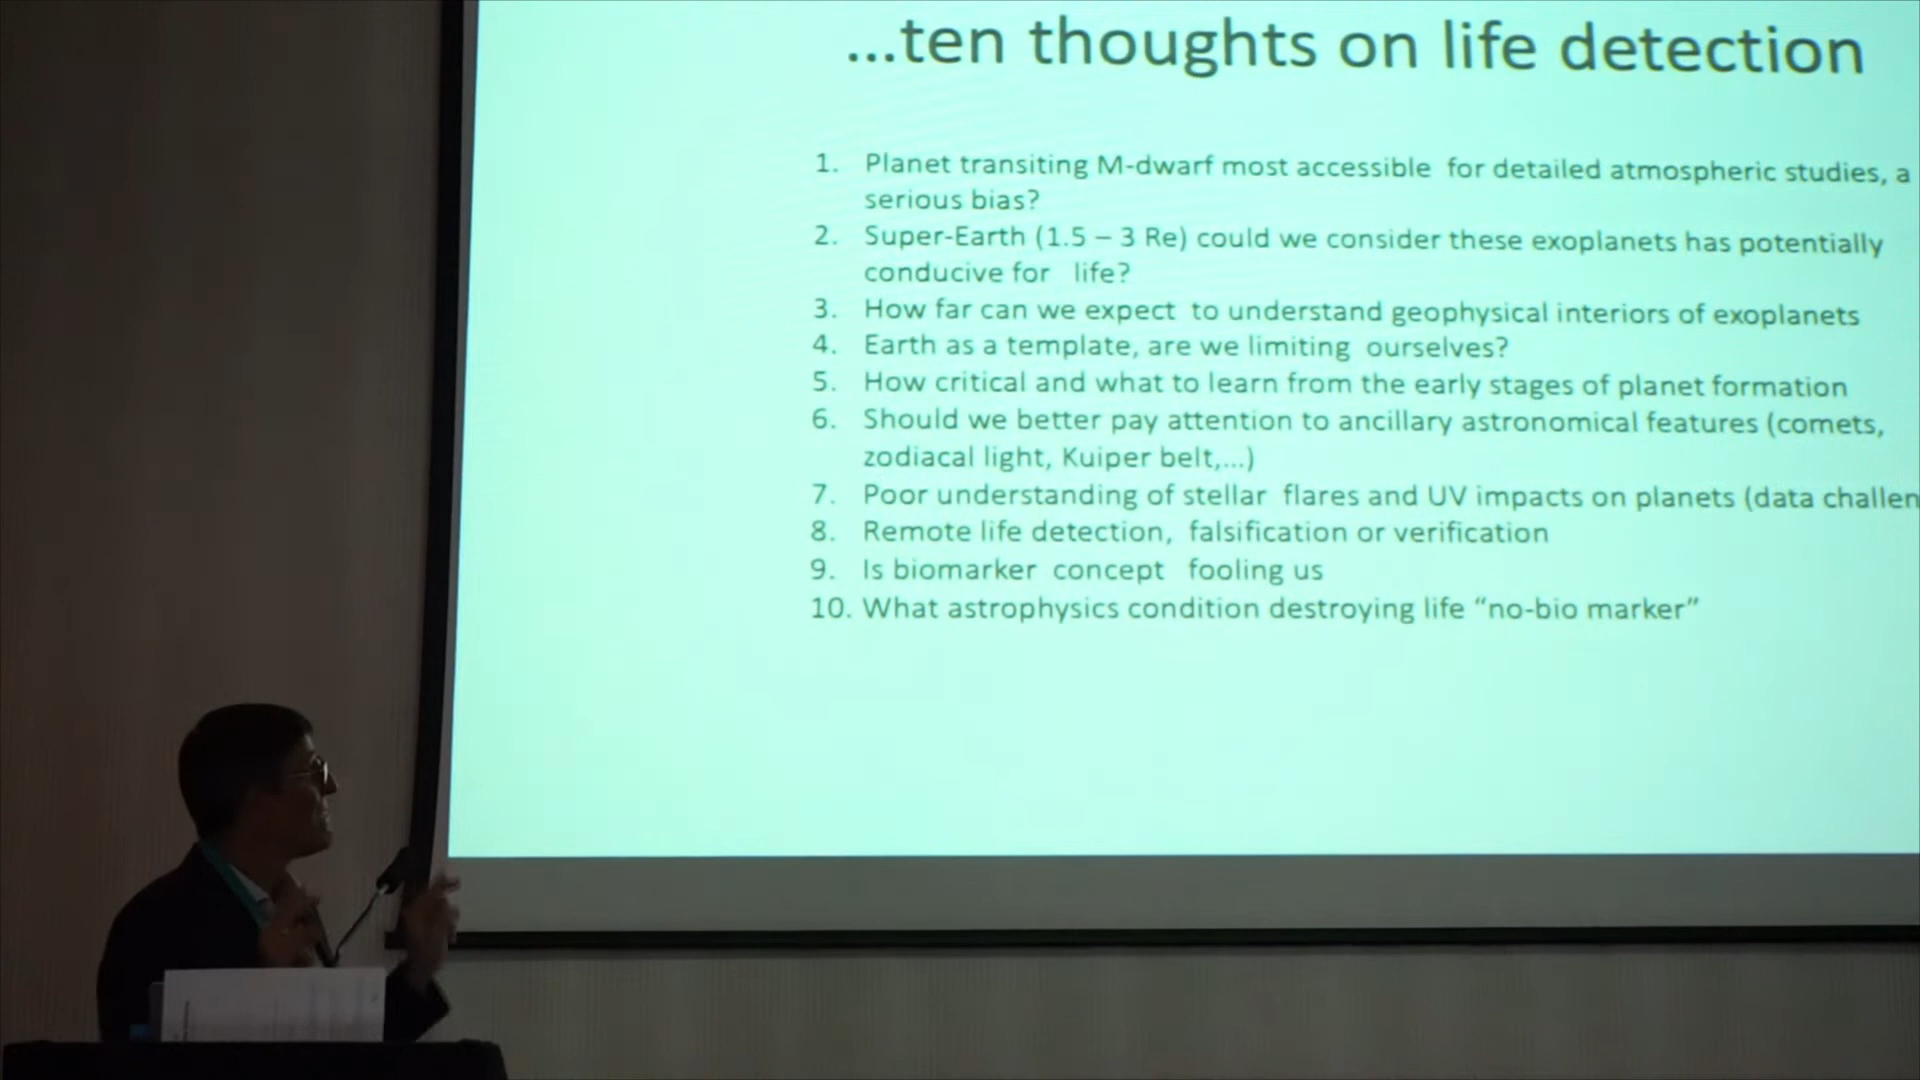 ...ten thoughts on life detection
1. Planet transiting M-dwarf most accessible for detailed atmospheric studies, a
serious bias?
2. Super-Earth (1.5 – 3 Re) could we consider these exoplanets has potentially
conducive for life?
3. How far can we expect to understand geophysical interiors of exoplanets
4. Earth as a template, are we limiting ourselves?
5. How critical and what to learn from the early stages of planet formation
6. Should we better pay attention to ancillary astronomical features (comets,
zodiacal light, Kuiper belt,...)
7. Poor understanding of stellar flares and UV impacts on planets (data challen
8. Remote life detection, falsification or verification
9. Is biomarker concept fooling us
10. What astrophysics condition destroying life “no-bio marker”